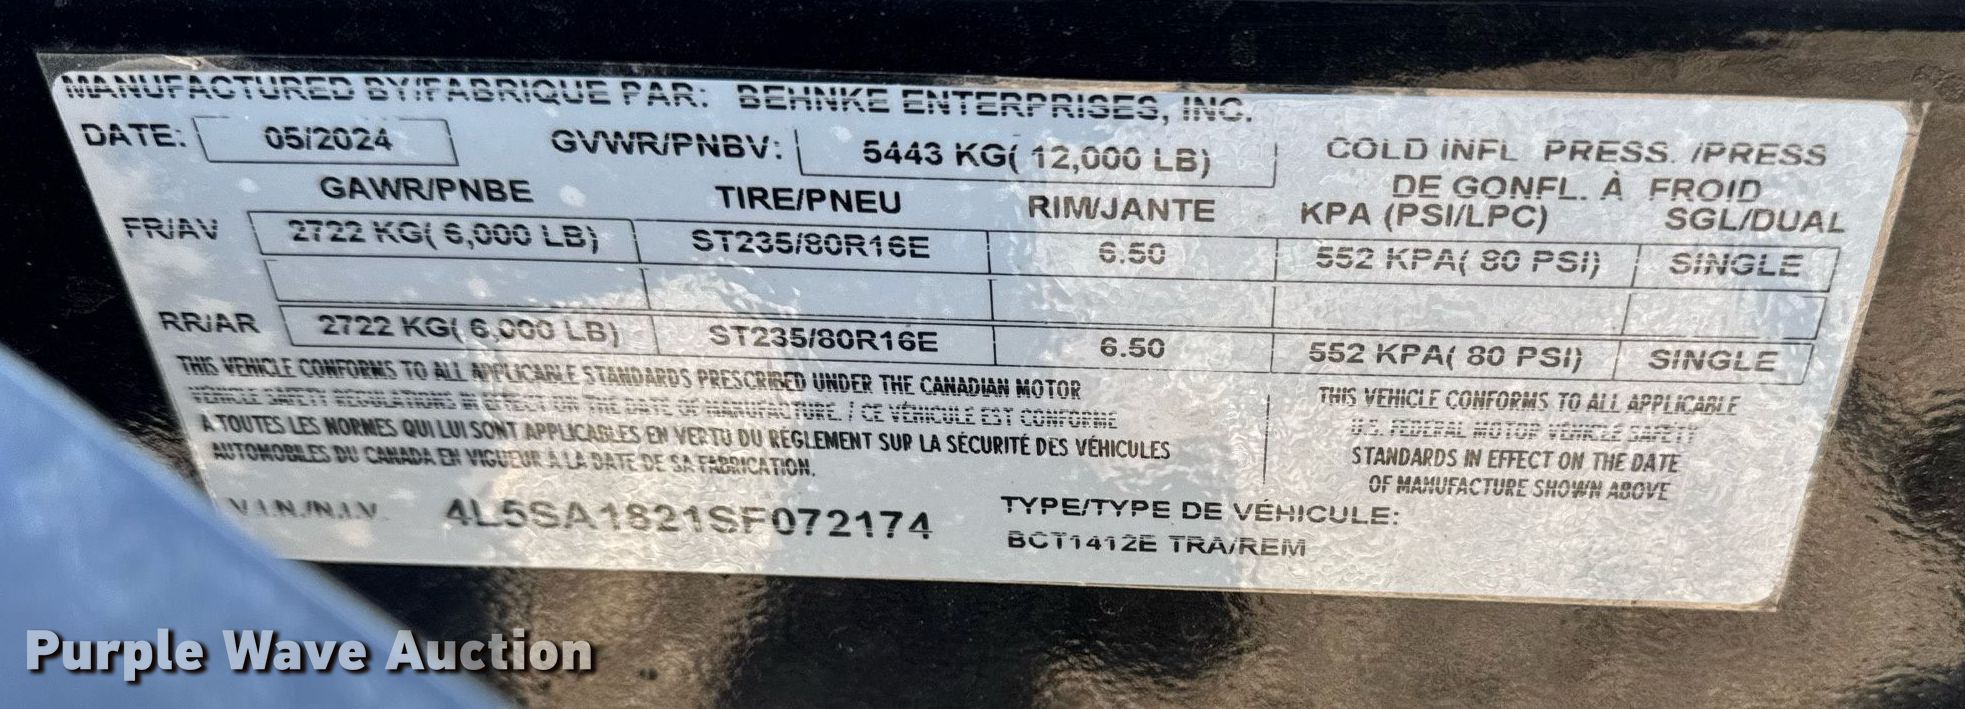 MANUFACTURED BY/FABRIQUE PAR: BEHNKE ENTERPRISES, INC.
DATE: 05/2024 GVWR/PNBV: 5443 KG( 12,000 LB)
COLD INFL PRESS. /PRESS
DE GONFL. À FROID
GAWR/PNBE TIRE/PNEU RIM/JANTE KPA (PSI/LPC) SGL/DUAL
FR/AV 2722 KG( 6,000 LB) ST235/80R16E 6.50 552 KPA( 80 PSI) SINGLE
RR/AR 2722 KG( 6,000 LB) ST235/80R16E 6.50 552 KPA( 80 PSI) SINGLE
THIS VEHICLE CONFORMS TO ALL APPLICABLE STANDARDS PRESCRIBED UNDER THE CANADIAN MOTOR
VEHICLE SAFETY REGULATIONS IN EFFECT ON THE DATE OF MANUFACTURE. / CE VÉHICULE EST CONFORME
À TOUTES LES NORMES QUI LUI SONT APPLICABLES EN VERTU DU RÈGLEMENT SUR LA SÉCURITÉ DES VÉHICULES
AUTOMOBILES DU CANADA EN VIGUEUR À LA DATE DE SA FABRICATION.
THIS VEHICLE CONFORMS TO ALL APPLICABLE
U.S. FEDERAL MOTOR VEHICLE SAFETY
STANDARDS IN EFFECT ON THE DATE
OF MANUFACTURE SHOWN ABOVE
V.I.N./N.I.V. 4L5SA1821SF072174
TYPE/TYPE DE VÉHICULE:
BCT1412E TRA/REM
Purple Wave Auction